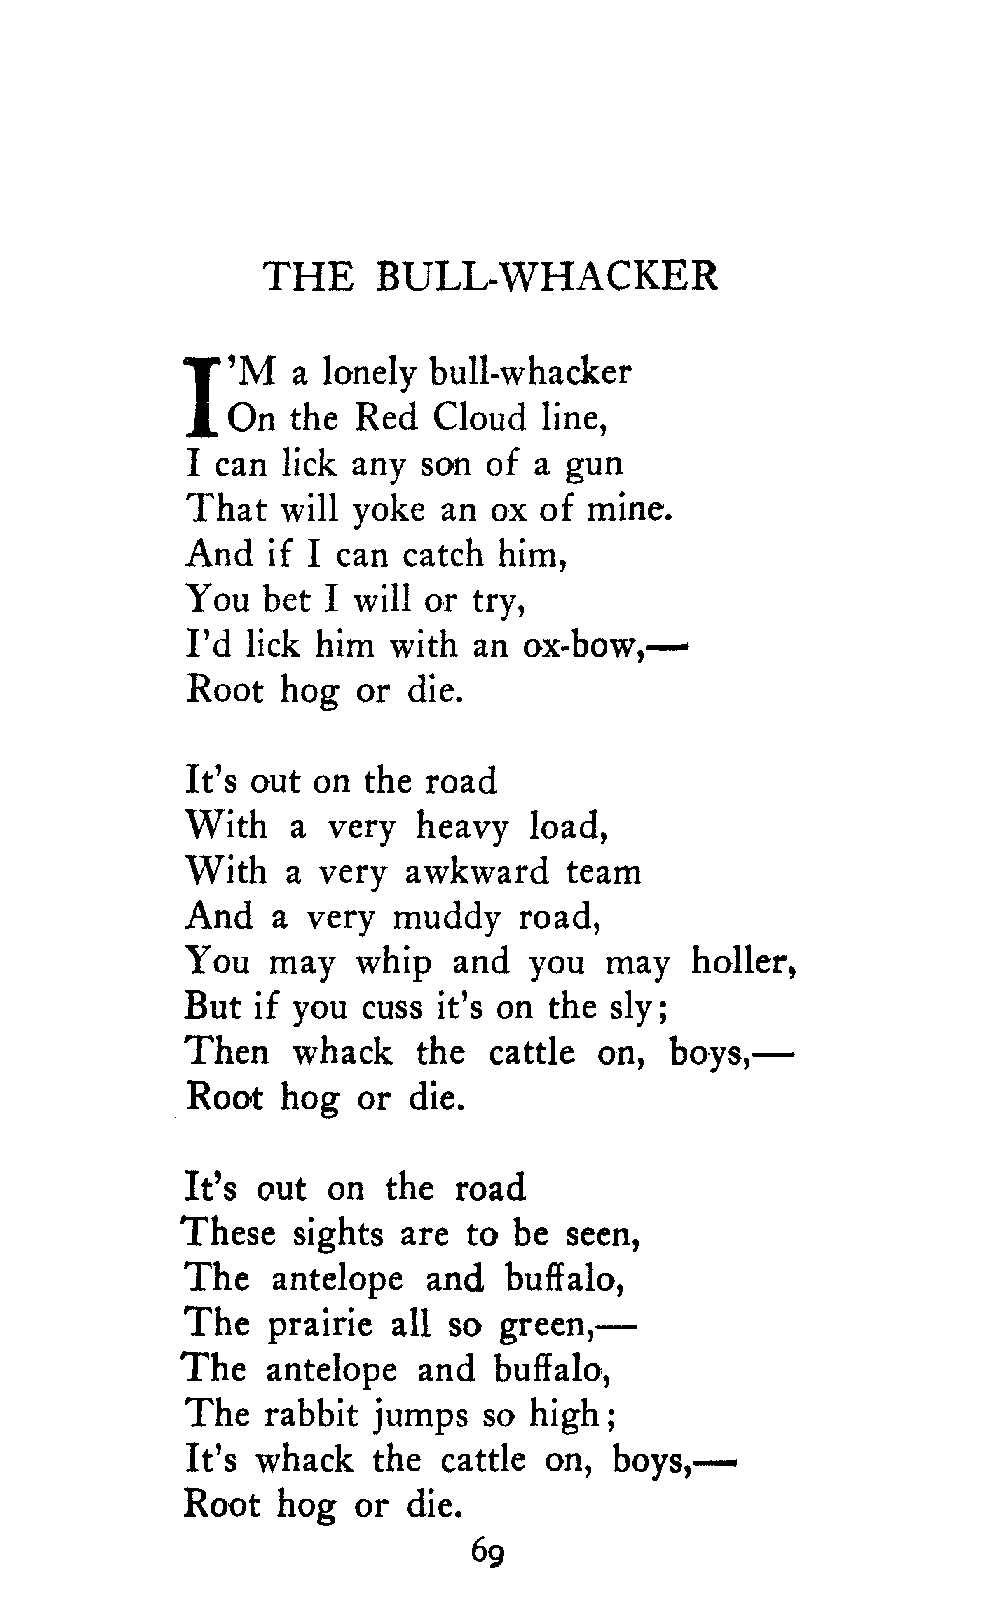 THE BULL-WHACKER
I'M a lonely bull-whacker
On the Red Cloud line,
I can lick any son of a gun
That will yoke an ox of mine.
And if I can catch him,
You bet I will or try,
I'd lick him with an ox-bow,—
Root hog or die.
It's out on the road
With a very heavy load,
With a very awkward team
And a very muddy road,
You may whip and you may holler,
But if you cuss it's on the sly;
Then whack the cattle on, boys,—
Root hog or die.
It's out on the road
These sights are to be seen,
The antelope and buffalo,
The prairie all so green,—
The antelope and buffalo,
The rabbit jumps so high;
It's whack the cattle on, boys,—
Root hog or die.
69